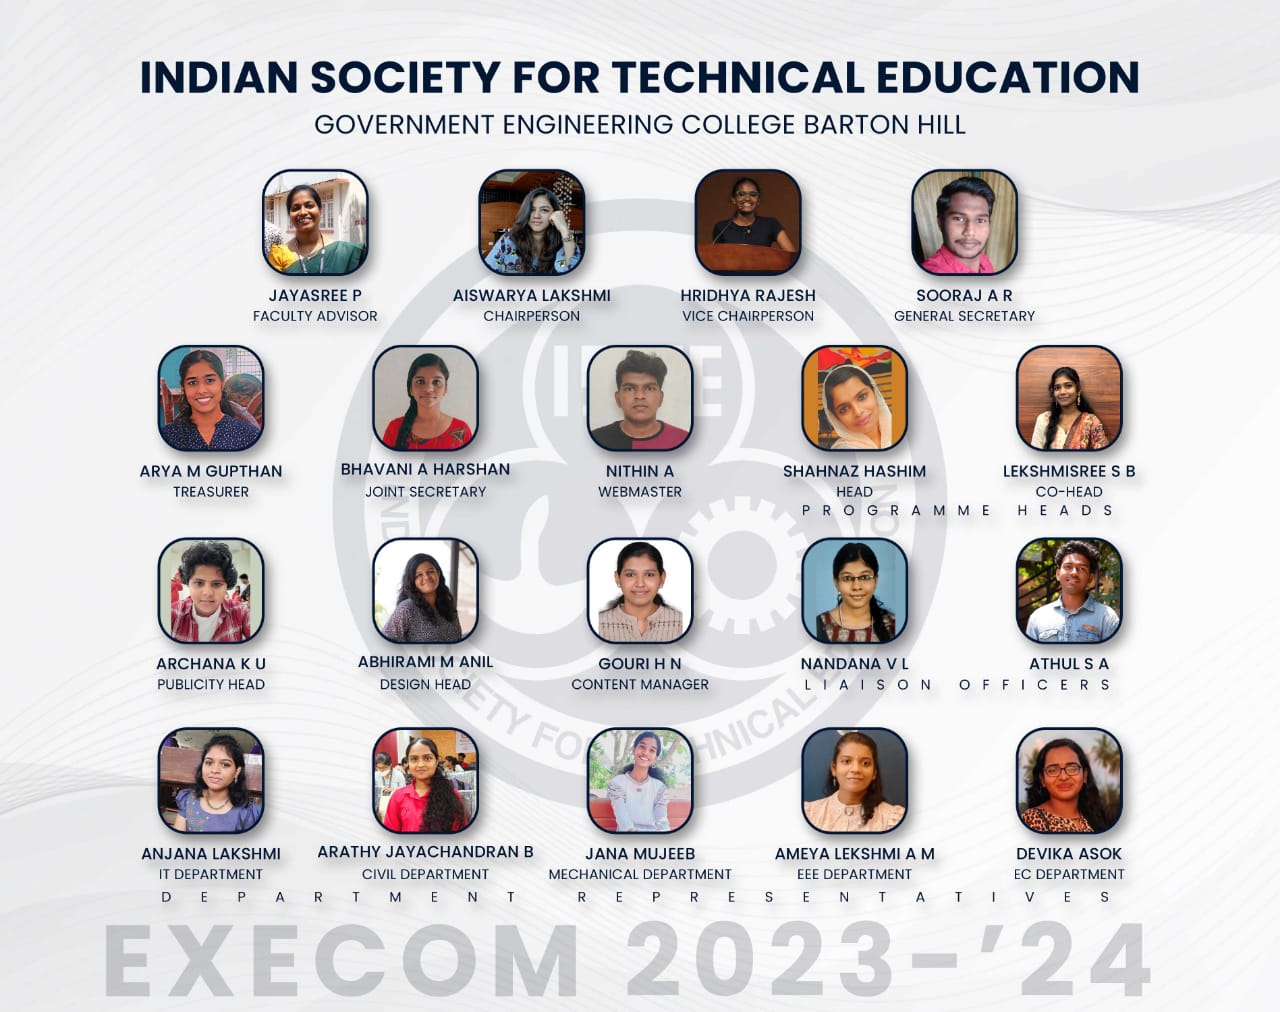 INDIAN SOCIETY FOR TECHNICAL EDUCATION
GOVERNMENT ENGINEERING COLLEGE BARTON HILL
JAYASREE P
FACULTY ADVISOR
AISWARYA LAKSHMI
CHAIRPERSON
HRIDHYA RAJESH
VICE CHAIRPERSON
SOORAJ A R
GENERAL SECRETARY
ARYA M GUPTHAN
TREASURER
BHAVANI A HARSHAN
JOINT SECRETARY
NITHIN A
WEBMASTER
SHAHNAZ HASHIM
HEAD
LEKSHMISREE S B
CO-HEAD
PROGRAMME HEADS
ARCHANA K U
PUBLICITY HEAD
ABHIRAMI M ANIL
DESIGN HEAD
GOURI H N
CONTENT MANAGER
NANDANA V L
ATHUL S A
LIAISON OFFICERS
ANJANA LAKSHMI
IT DEPARTMENT
ARATHY JAYACHANDRAN B
CIVIL DEPARTMENT
JANA MUJEEB
MECHANICAL DEPARTMENT
AMEYA LEKSHMI A M
EEE DEPARTMENT
DEVIKA ASOK
EC DEPARTMENT
DEPARTMENT REPRESENTATIVES
EXECOM 2023-'24